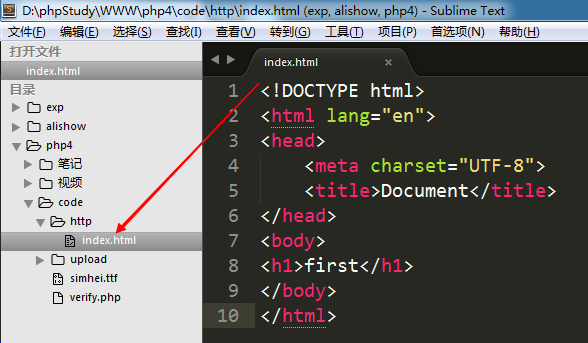 D:\phpStudy\WWW\php4\code\http\index.html (exp, alishow, php4) - Sublime Text
文件(F) 编辑(E) 选择(S) 查找(I) 查看(V) 转到(G) 工具(T) 项目(P) 首选项(N) 帮助(H)
打开文件
index.html
目录
exp
alishow
php4
笔记
视频
code
http
index.html
upload
simhei.ttf
verify.php
index.html
1 <!DOCTYPE html>
2 <html lang="en">
3 <head>
4 <meta charset="UTF-8">
5 <title>Document</title>
6 </head>
7 <body>
8 <h1>first</h1>
9 </body>
10 </html>